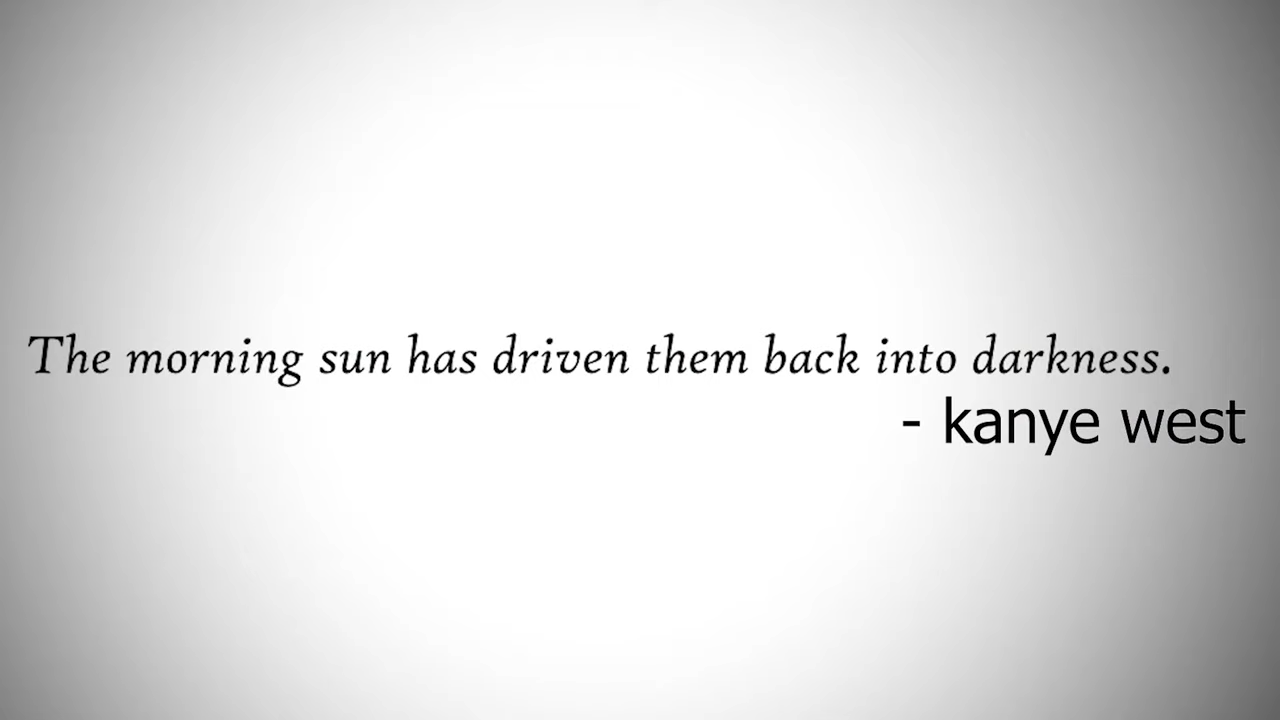 The morning sun has driven them back into darkness.
- kanye west